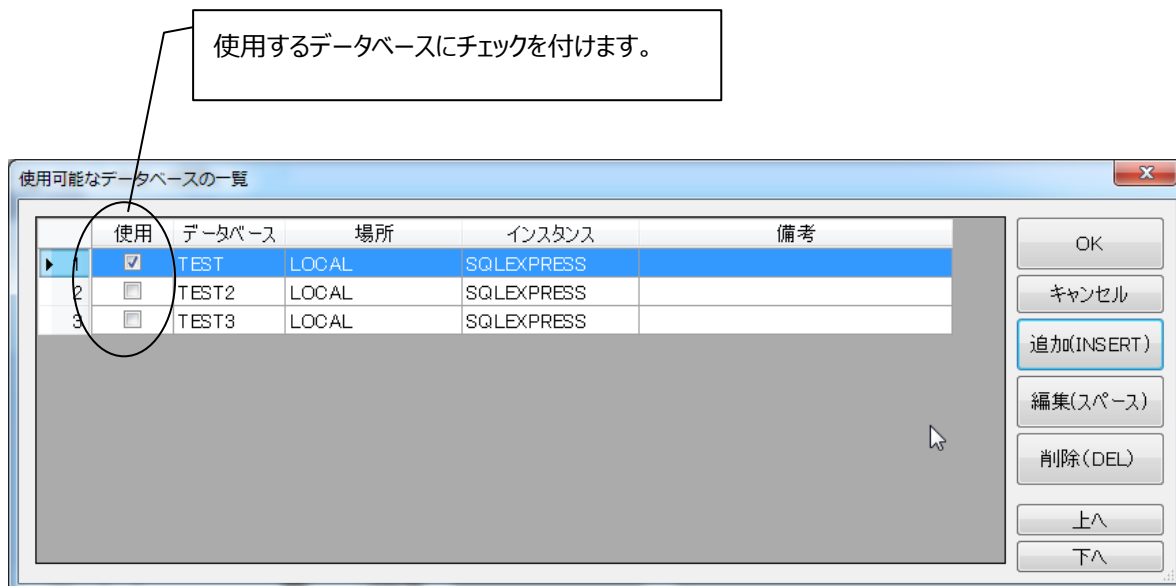 使用するデータベースにチェックを付けます。
使用可能なデータベースの一覧
使用 データベース 場所 インスタンス 備考
1 TEST LOCAL SQLEXPRESS
2 TEST2 LOCAL SQLEXPRESS
3 TEST3 LOCAL SQLEXPRESS
OK
キャンセル
追加(INSERT)
編集(スペース)
削除(DEL)
上へ
下へ